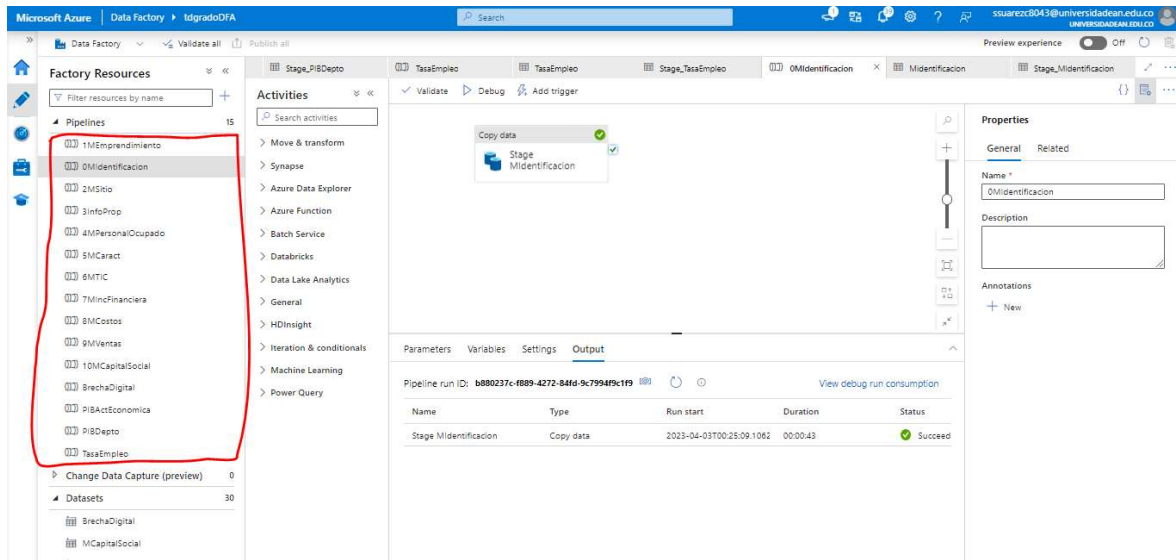 Microsoft Azure Data Factory tdgradoDFA
Search
ssuarezc8043@universidadean.edu.co
UNIVERSIDADEAN.EDU.CO
Data Factory
Validate all
Publish all
Preview experience
Off
Factory Resources
Filter resources by name
Pipelines 15
1MEmprendimiento
0MIdentificacion
2MSitio
3InfoProp
4MPersonalOcupado
5MCaract
6MTIC
7MIncFinanciera
8MCostos
9MVentas
10MCapitalSocial
BrechaDigital
PIBActEconomica
PIBDepto
TasaEmpleo
Change Data Capture (preview) 0
Datasets 30
BrechaDigital
MCapitalSocial
Stage_PIBDepto
TasaEmpleo
TasaEmpleo
Stage_TasaEmpleo
0MIdentificacion
Midentificacion
Stage_MIdentificacion
Activities
Search activities
Move & transform
Synapse
Azure Data Explorer
Azure Function
Batch Service
Databricks
Data Lake Analytics
General
HDInsight
Iteration & conditionals
Machine Learning
Power Query
Validate
Debug
Add trigger
Copy data
Stage
MIdentificacion
Parameters Variables Settings Output
Pipeline run ID: b880237c-f889-4272-84fd-9c7994f9c1f9
View debug run consumption
Name Type Run start Duration Status
Stage MIdentificacion Copy data 2023-04-03T00:25:09.1062 00:00:43 Succeed
Properties
General Related
Name *
0MIdentificacion
Description
Annotations
New